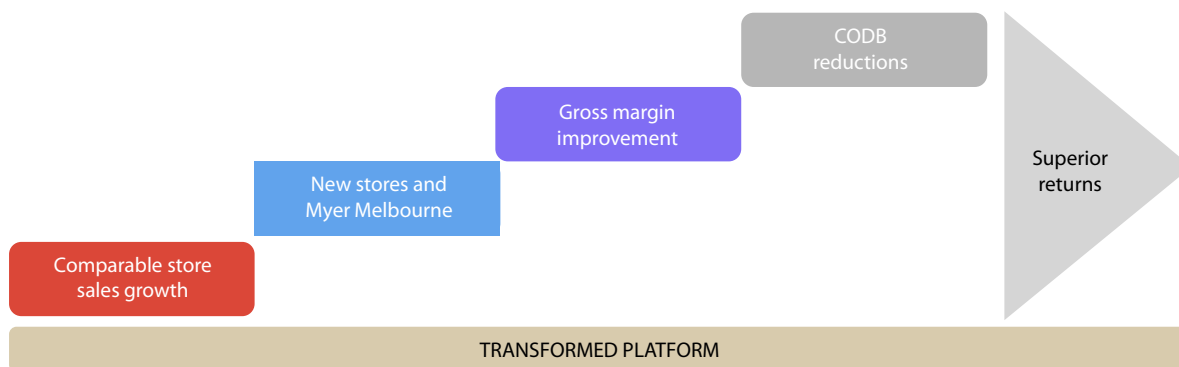 CODB
reductions
Gross margin
improvement
New stores and
Myer Melbourne
Comparable store
sales growth
Superior
returns
TRANSFORMED PLATFORM